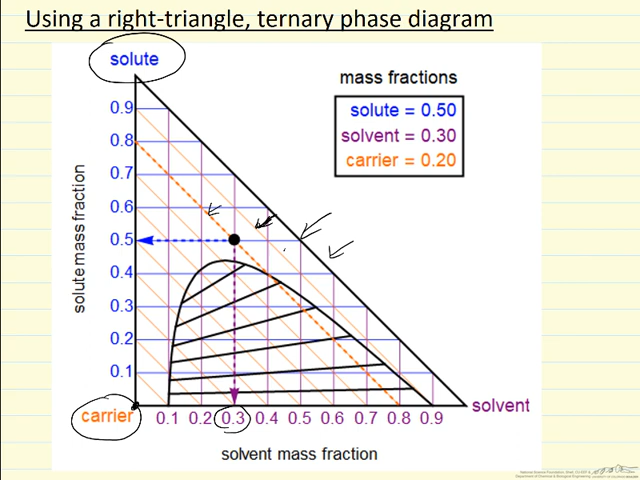 Using a right-triangle, ternary phase diagram
solute
mass fractions
solute = 0.50
solvent = 0.30
carrier = 0.20
0.9
0.8
0.7
0.6
0.5
0.4
0.3
0.2
0.1
solute mass fraction
carrier
0.1 0.2 0.3 0.4 0.5 0.6 0.7 0.8 0.9
solvent
solvent mass fraction